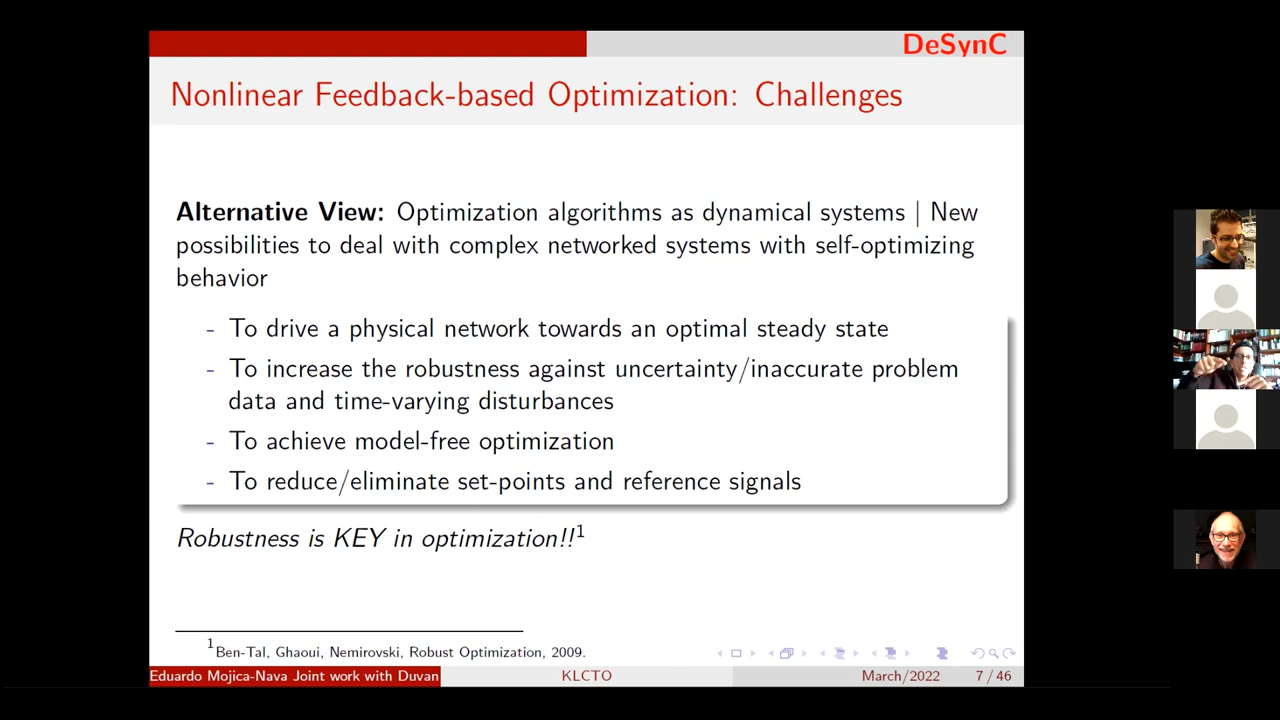 DeSynC
Nonlinear Feedback-based Optimization: Challenges
Alternative View: Optimization algorithms as dynamical systems | New
possibilities to deal with complex networked systems with self-optimizing
behavior
- To drive a physical network towards an optimal steady state
- To increase the robustness against uncertainty/inaccurate problem
data and time-varying disturbances
- To achieve model-free optimization
- To reduce/eliminate set-points and reference signals
Robustness is KEY in optimization!!1
1Ben-Tal, Ghaoui, Nemirovski, Robust Optimization, 2009.
Eduardo Mojica-Nava Joint work with Duvan KLCTO March/2022 7 / 46